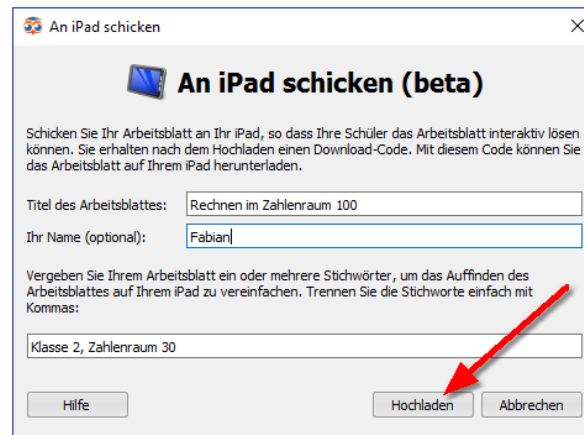 An iPad schicken
An iPad schicken (beta)
Schicken Sie Ihr Arbeitsblatt an Ihr iPad, so dass Ihre Schüler das Arbeitsblatt interaktiv lösen
können. Sie erhalten nach dem Hochladen einen Download-Code. Mit diesem Code können Sie
das Arbeitsblatt auf Ihrem iPad herunterladen.
Titel des Arbeitsblattes: Rechnen im Zahlenraum 100
Ihr Name (optional): Fabian
Vergeben Sie Ihrem Arbeitsblatt ein oder mehrere Stichwörter, um das Auffinden des
Arbeitsblattes auf Ihrem iPad zu vereinfachen. Trennen Sie die Stichworte einfach mit
Kommas:
Klasse 2, Zahlenraum 30
Hilfe Hochladen Abbrechen